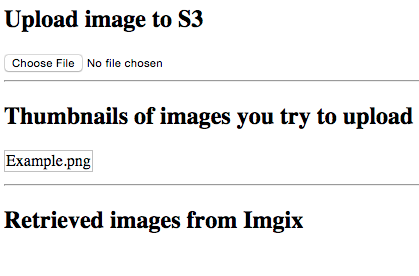 Upload image to S3
Choose File No file chosen
Thumbnails of images you try to upload
Example.png
Retrieved images from Imgix